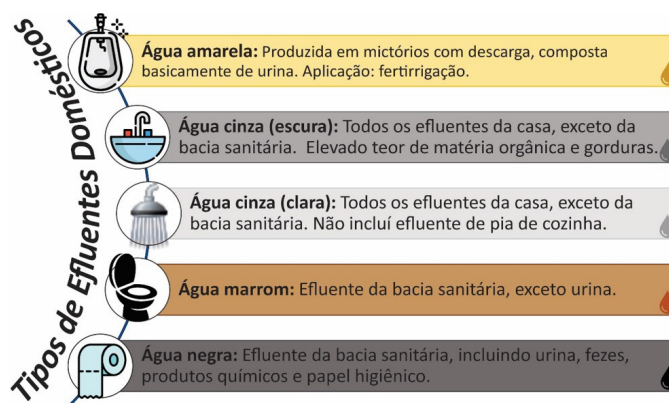 Tipos de Efluentes Domésticos
Água amarela: Produzida em mictórios com descarga, composta
basicamente de urina. Aplicação: fertirrigação.
Água cinza (escura): Todos os efluentes da casa, exceto da
bacia sanitária. Elevado teor de matéria orgânica e gorduras.
Água cinza (clara): Todos os efluentes da casa, exceto da
bacia sanitária. Não incluí efluente de pia de cozinha.
Água marrom: Efluente da bacia sanitária, exceto urina.
Água negra: Efluente da bacia sanitária, incluindo urina, fezes,
produtos químicos e papel higiênico.